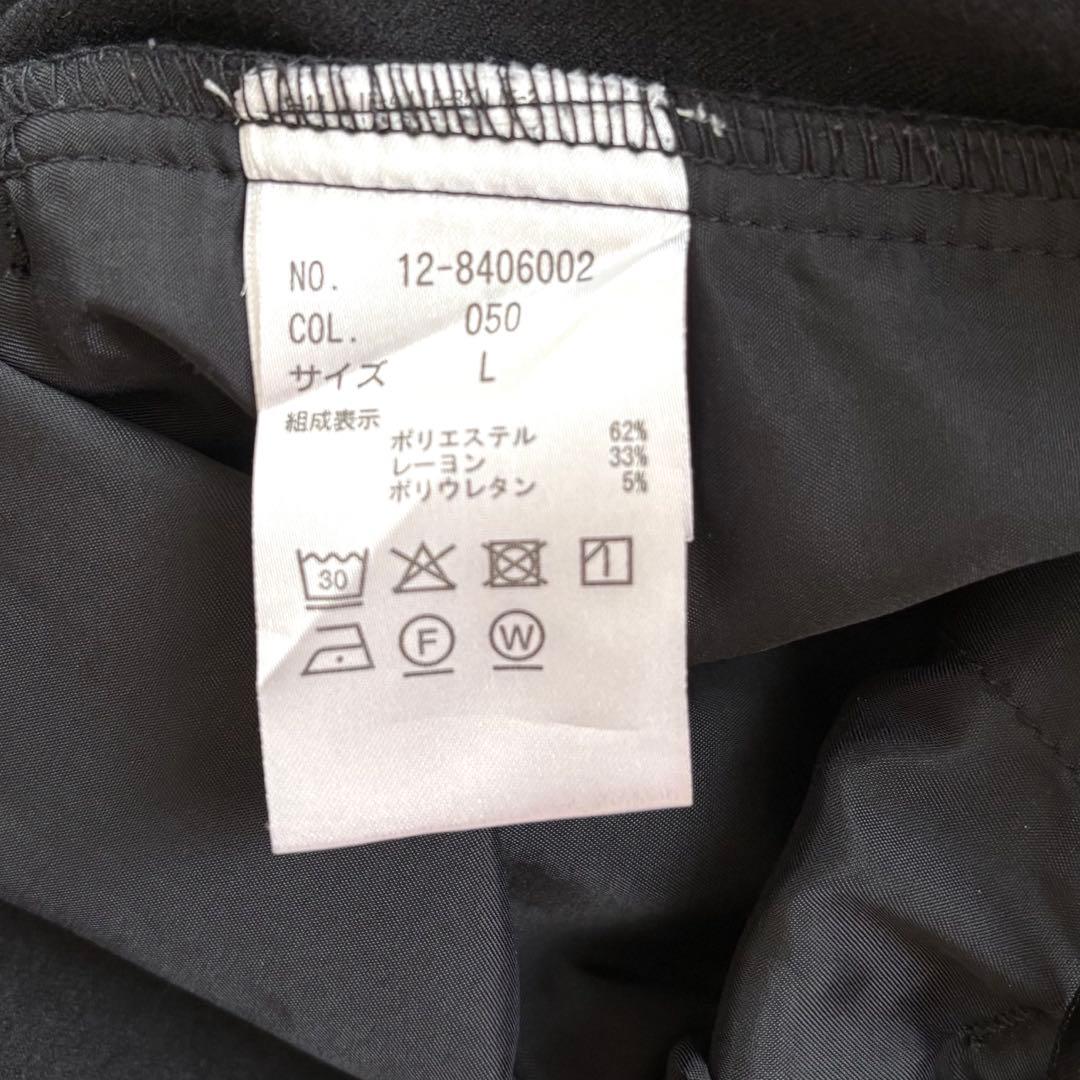 NO. 12-8406002
COL. 050
サイズ L
組成表示
ポリエステル 62%
レーヨン 33%
ポリウレタン 5%
30
F W